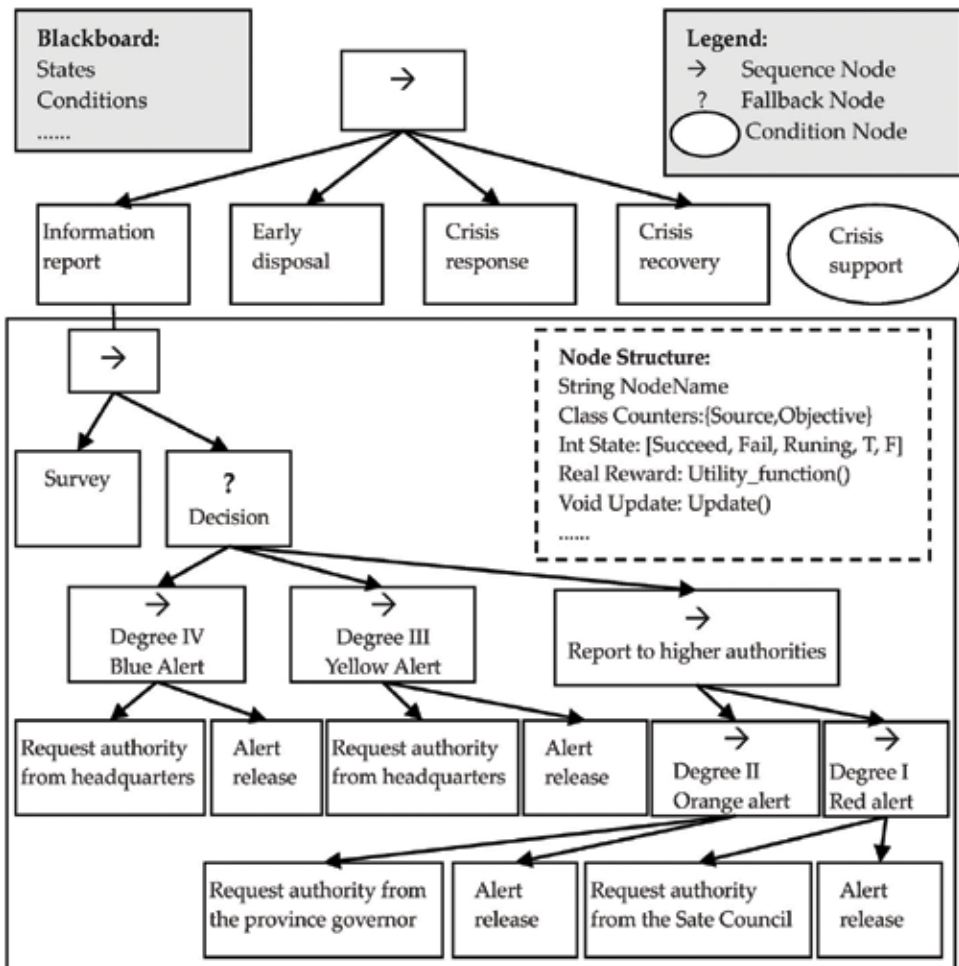 Blackboard:
States
Conditions
......
→
Legend:
→ Sequence Node
? Fallback Node
Condition Node
Information
report
Early
disposal
Crisis
response
Crisis
recovery
Crisis
support
→
Node Structure:
String NodeName
Class Counters:{Source,Objective}
Int State: [Succeed, Fail, Runing, T, F]
Real Reward: Utility_function()
Void Update: Update()
......
Survey
?
Decision
→
Degree IV
Blue Alert
→
Degree III
Yellow Alert
→
Report to higher authorities
Request authority
from headquarters
Alert
release
Request authority
from headquarters
Alert
release
→
Degree II
Orange alert
→
Degree I
Red alert
Request authority from
the province governor
Alert
release
Request authority
from the Sate Council
Alert
release